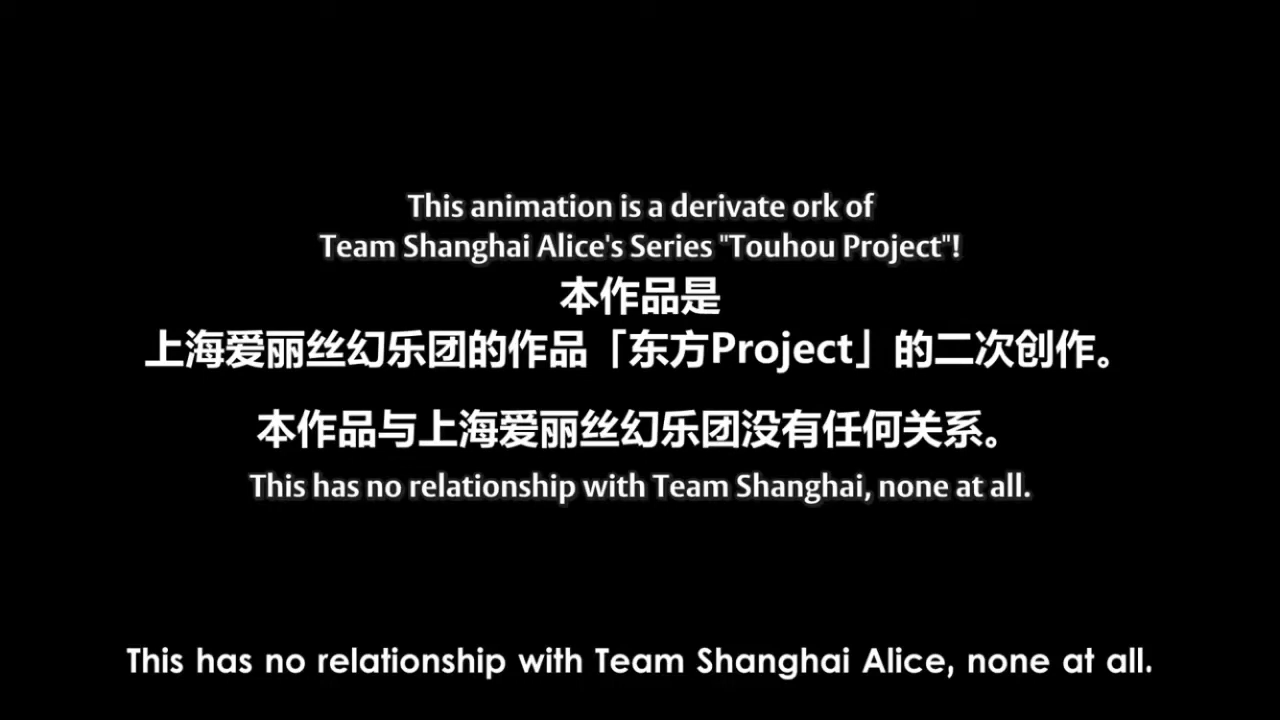 This animation is a derivate ork of
Team Shanghai Alice's Series "Touhou Project"!
本作品是
上海爱丽丝幻乐团的作品「东方Project」的二次创作。
本作品与上海爱丽丝幻乐团没有任何关系。
This has no relationship with Team Shanghai, none at all.
This has no relationship with Team Shanghai Alice, none at all.